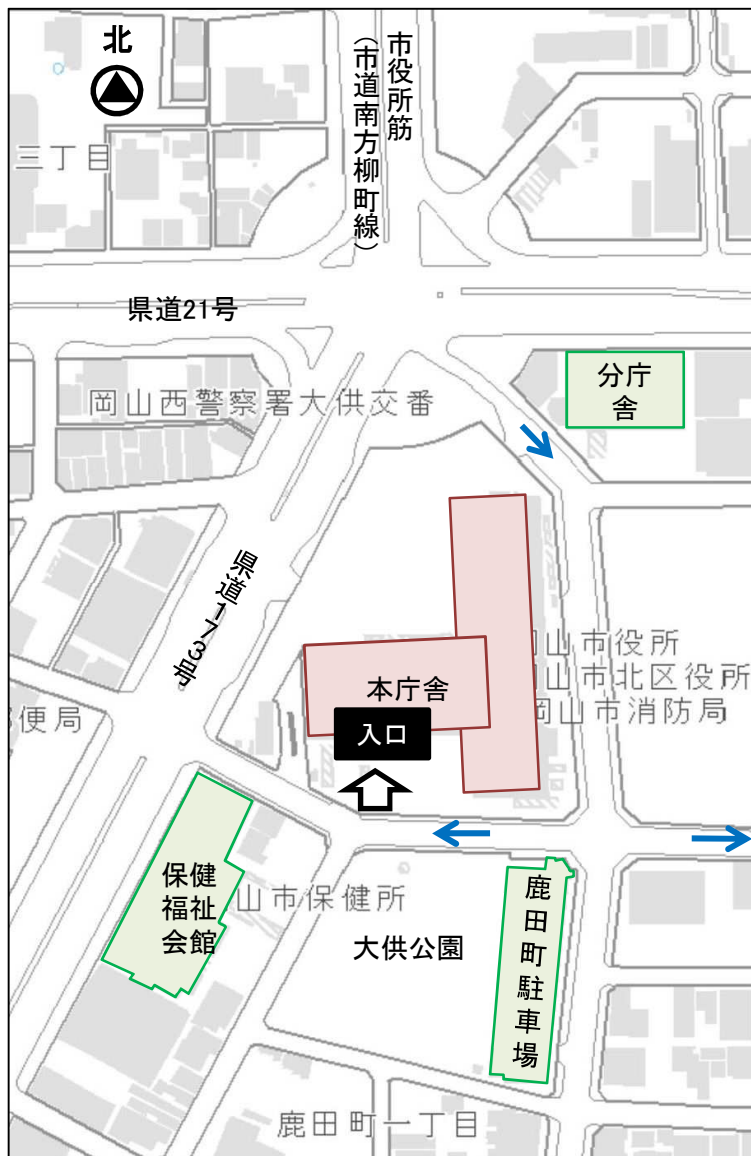 北
市役所筋
（市道南方柳町線）
三丁目
県道21号
分庁
舎
岡山西警察署大供交番
県道173号
山市役所
山市北区役所
岡山市消防局
本庁舎
便局
入口
保健
福祉
会館
山市保健所
大供公園
鹿田町駐車場
鹿田町一丁目